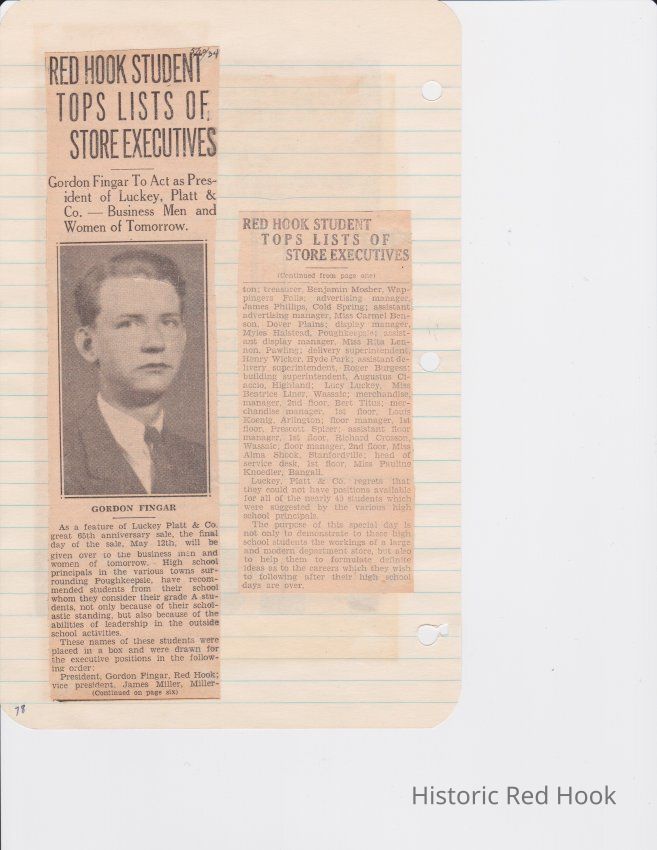 RED HOOK STUDENT
TOPS LISTS OF
STORE EXECUTIVES
Gordon Fingar To Act as Pres-
ident of Luckey, Platt &
Co. — Business Men and
Women of Tomorrow.
GORDON FINGAR
As a feature of Luckey Platt & Co.
great 65th anniversary sale, the final
day of the sale, May 12th, will be
given over to the business men and
women of tomorrow. High school
principals in the various towns sur-
rounding Poughkeepsie, have recom-
mended students from their school
whom they consider their grade A stu-
dents, not only because of their schol-
astic standing, but also because of the
abilities of leadership in the outside
school activities.
These names of these students were
placed in a box and were drawn for
the executive positions in the follow-
ing order:
President, Gordon Fingar, Red Hook;
vice president, James Miller, Miller-
(Continued on page six)
78
RED HOOK STUDENT
TOPS LISTS OF
STORE EXECUTIVES
(Continued from page one)
ton; treasurer, Benjamin Mosher, Wap-
pingers Falls; advertising manager,
James Phillips, Cold Spring; assistant
advertising manager, Miss Carmel Ben-
son, Dover Plains; display manager,
Myles Halstead, Poughkeepsie; assist-
ant display manager, Miss Rita Len-
non, Pawling; delivery superintendent,
Henry Wicker, Hyde Park; assistant de-
livery superintendent, Roger Burgess;
building superintendent, Augustus
Highland; Lucy Luckey, Miss
Beatrice Liner, Wassaic; merchandise,
manager, 2nd floor, Bert Titus; mer-
chandise manager, 1st floor, Louis
Koenig, Arlington; floor manager, 1st
floor, Prescott Spicer; assistant floor
manager, 1st floor, Richard Crosson,
Wassaic; floor manager, 2nd floor, Miss
Alma Shook, Stanfordville; head of
service desk, 1st floor, Miss Pauline
Knoedler, Bangall.
Luckey, Platt & Co. regrets that
they could not have positions available
for all of the nearly 40 students which
were suggested by the various high
school principals.
The purpose of this special day is
not only to demonstrate to these high
school students the workings of a large
and modern department store, but also
to help them to formulate definite
ideas as to the careers which they wish
to following after their high school
days are over.
Historic Red Hook